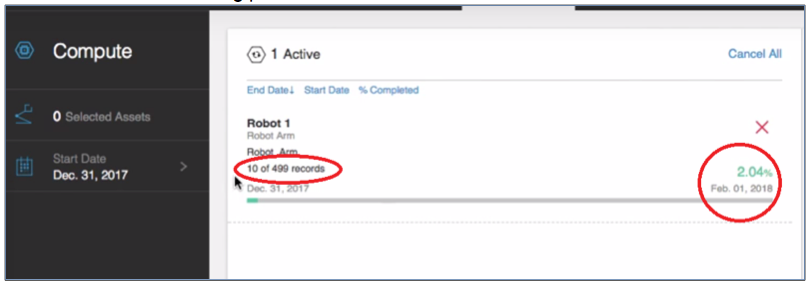 Compute
0 Selected Assets
Start Date
Dec. 31, 2017
1 Active
Cancel All
End Date↓ Start Date % Completed
Robot 1
Robot Arm
Robot_Arm
10 of 499 records
2.04%
Dec. 31, 2017
Feb. 01, 2018